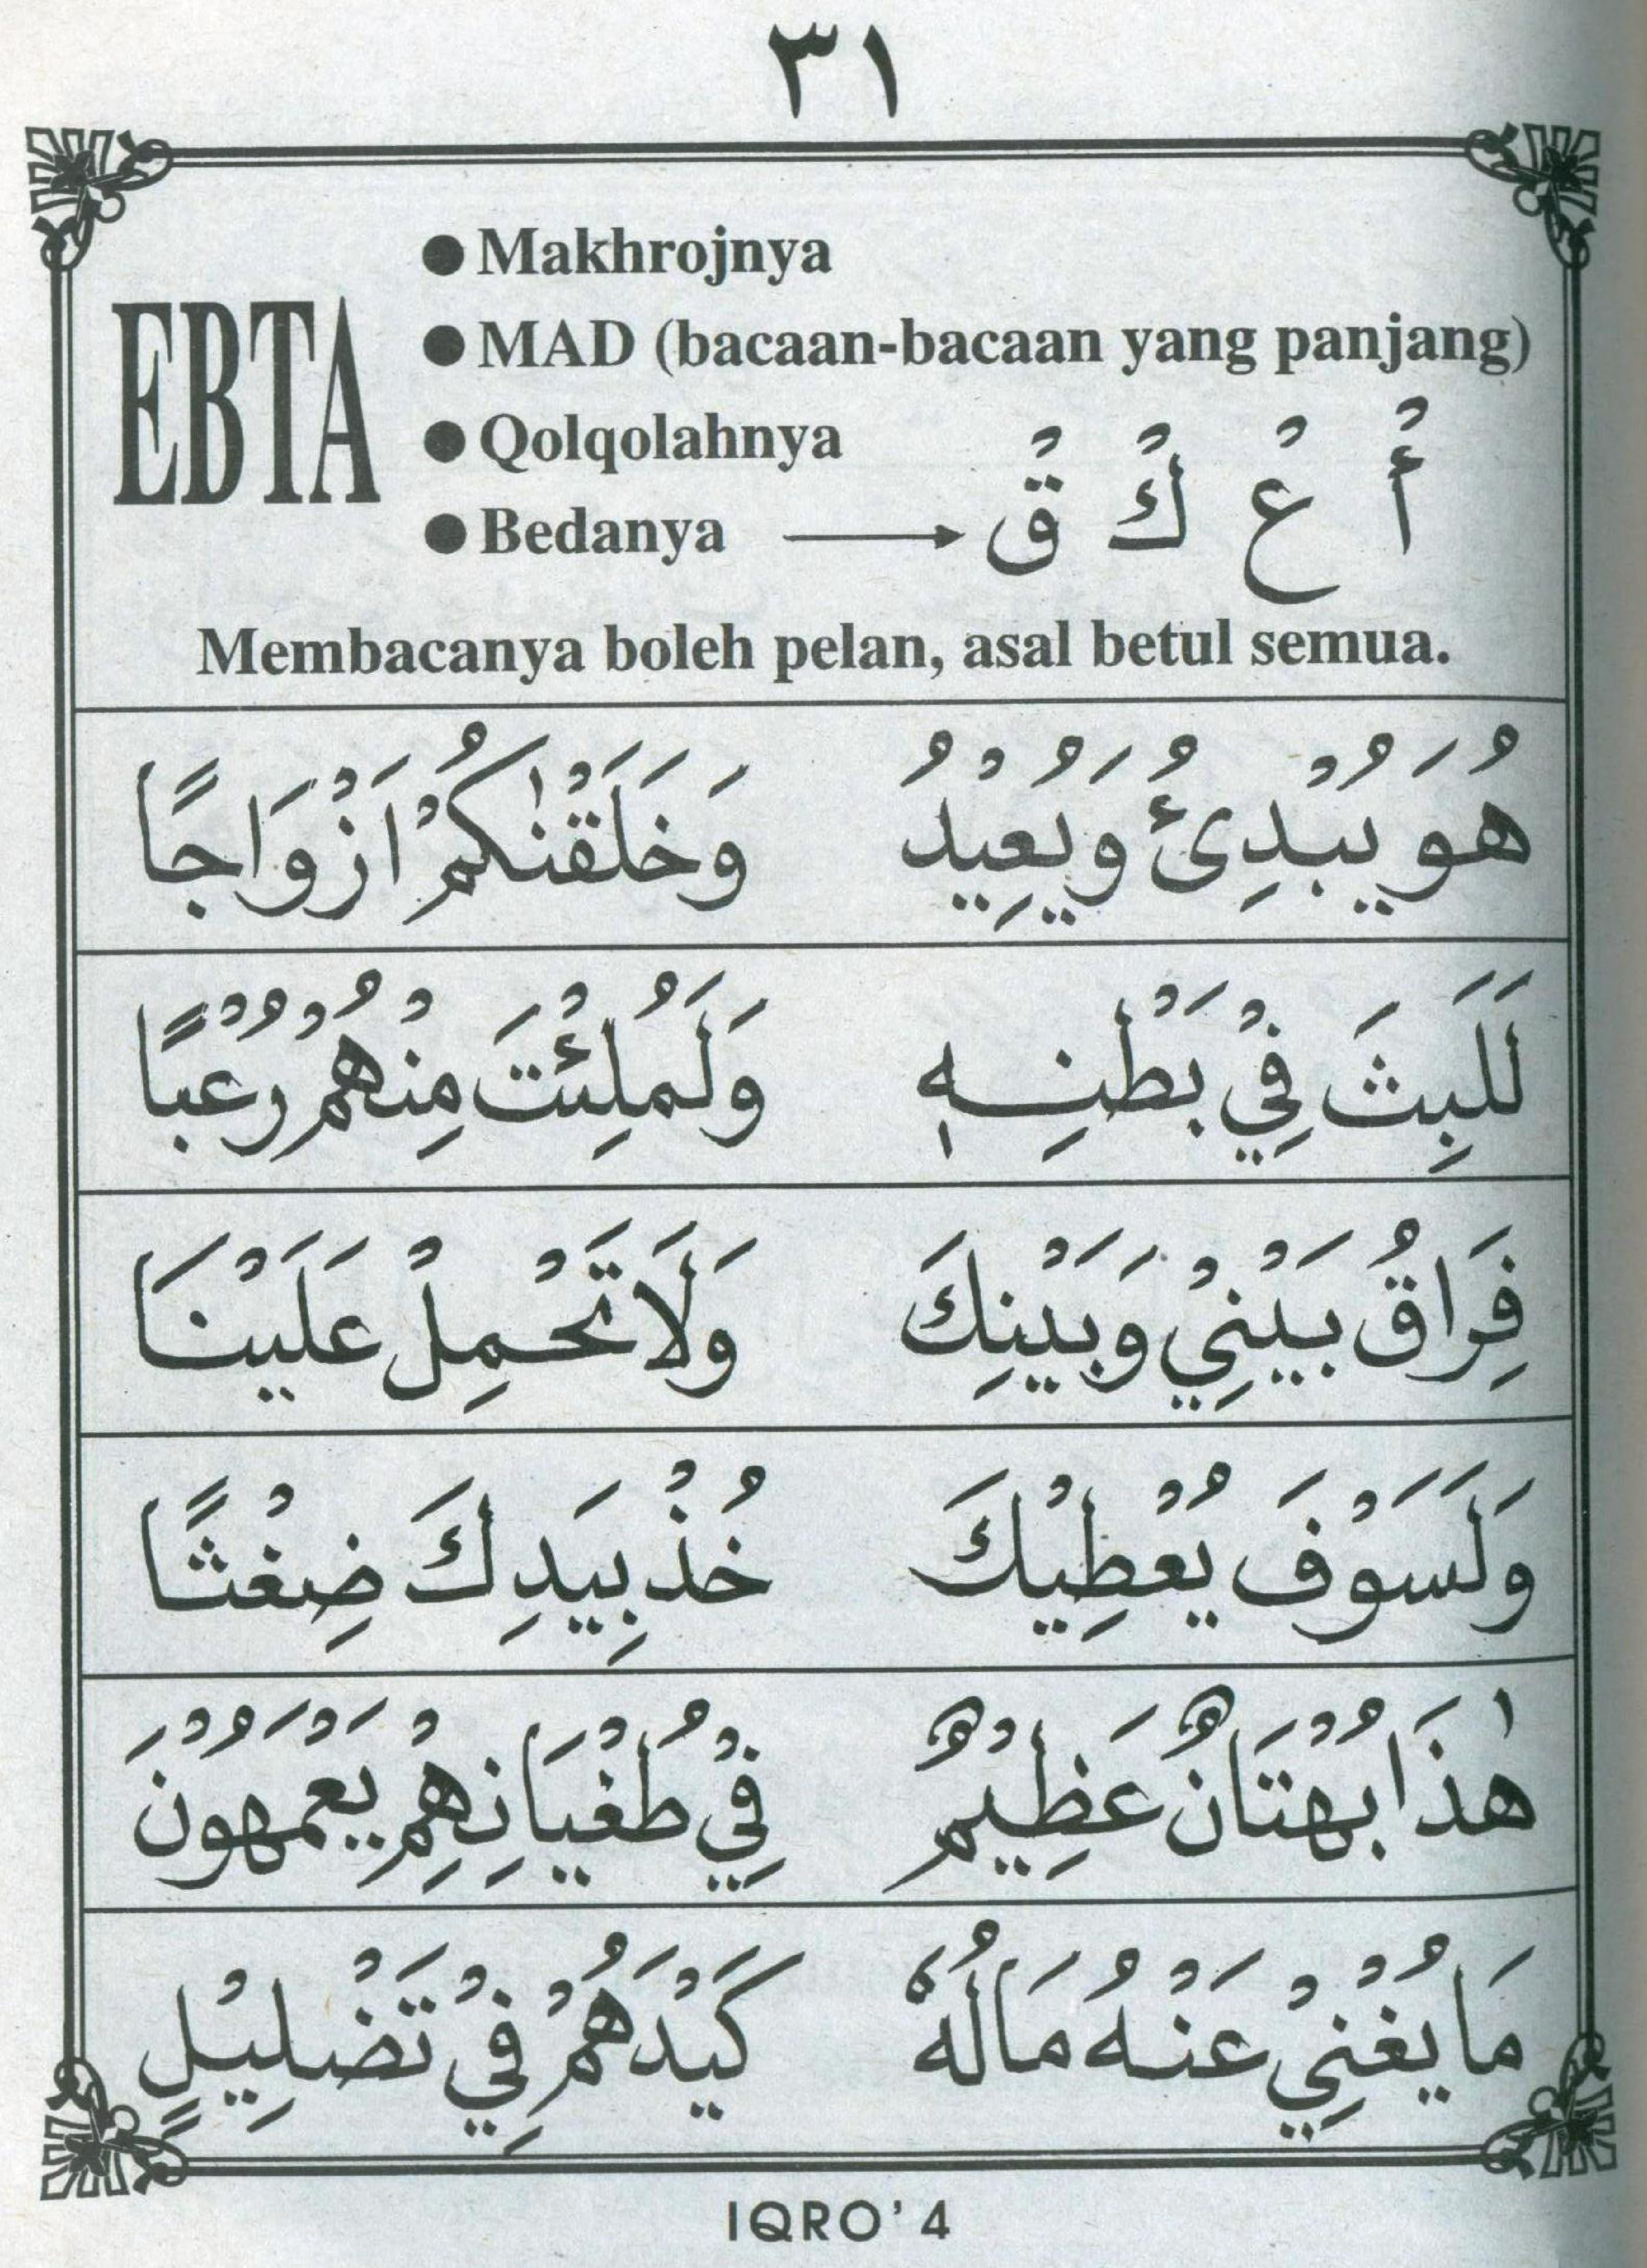 ٣١
EBTA
● Makhrojnya
● MAD (bacaan-bacaan yang panjang)
● Qolqolahnya
● Bedanya → أُ عُ كُ قُ
Membacanya boleh pelan, asal betul semua.
هُوَ يُبْدِئُ وَيُعِيْدُ وَخَلَقْنٰكُمْ اَزْوَاجًا
لَلَبِثَ فِيْ بَطْنِهٖ وَلَمُلِئْتَ مِنْهُمْ رُعْبًا
فِرَاقُ بَيْنِيْ وَبَيْنِكَ وَلَا تَحْمِلْ عَلَيْنَا
وَلَسَوْفَ يُعْطِيْكَ خُذْ بِيَدِكَ ضِغْثًا
هٰذَا بُهْتَانٌ عَظِيْمٌ فِيْ طُغْيَانِهِمْ يَعْمَهُوْنَ
مَا يُغْنِيْ عَنْهُ مَالُهٗ كَيْدَهُمْ فِيْ تَضْلِيْلٍ
IQRO' 4